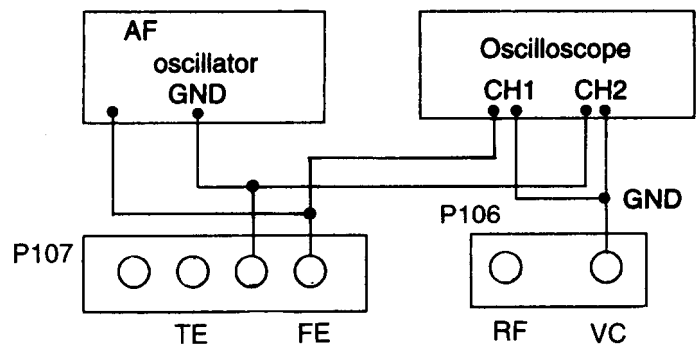 AF
oscillator
GND
Oscilloscope
CH1 CH2
GND
P106
P107
TE FE
RF VC